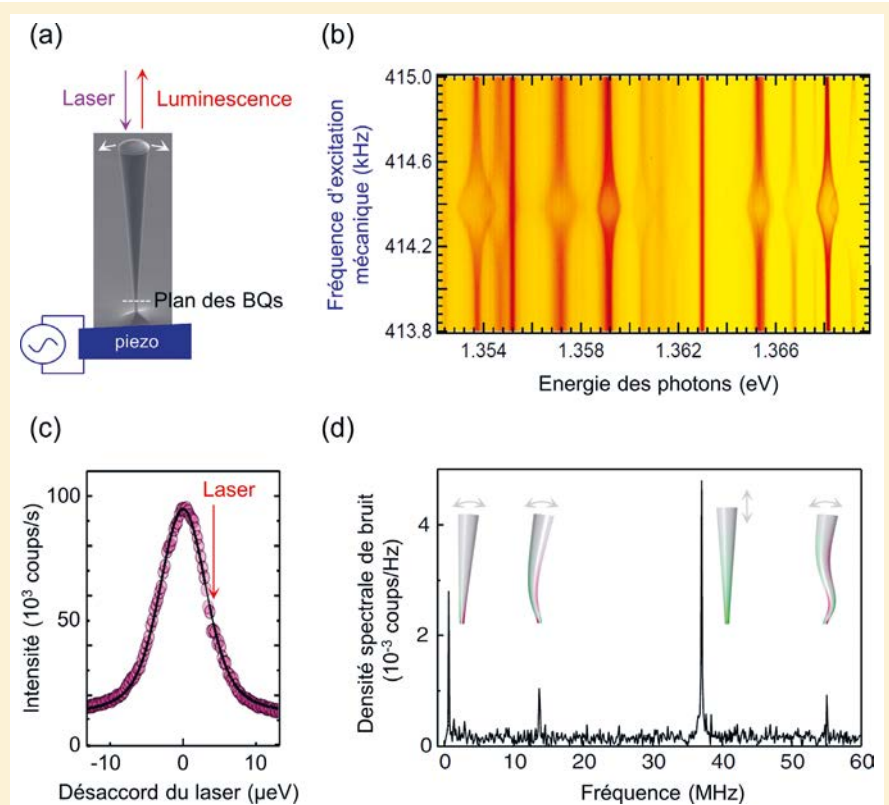 (a)
Laser
Luminescence
Plan des BQs
piezo
(b)
Fréquence d'excitation
mécanique (kHz)
415.0
414.6
414.2
413.8
1.354
1.358
1.362
1.366
Energie des photons (eV)
(c)
Laser
Intensité (10³ coups/s)
100
50
0
-10
0
10
Désaccord du laser (µeV)
(d)
Densité spectrale de bruit
(10⁻³ coups/Hz)
4
2
0
0
10
20
30
40
50
60
Fréquence (MHz)